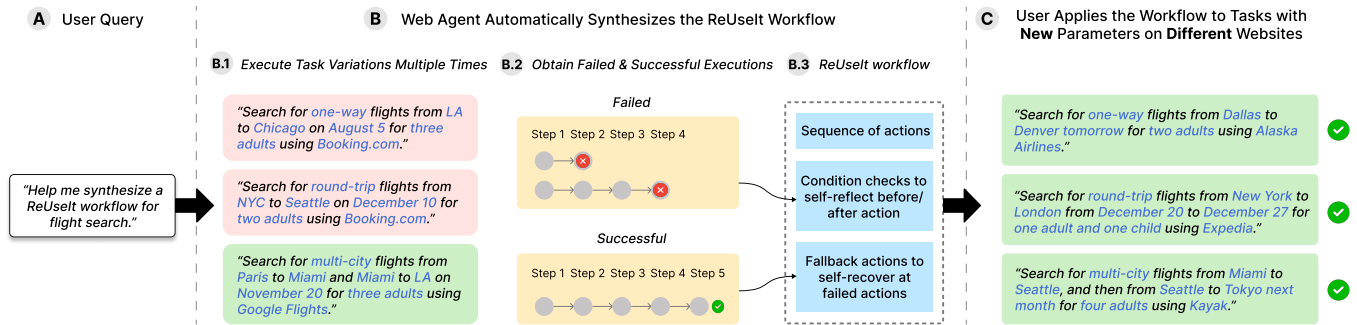 A User Query
B Web Agent Automatically Synthesizes the ReUseIt Workflow
C User Applies the Workflow to Tasks with
New Parameters on Different Websites
“Help me synthesize a
ReUseIt workflow for
flight search.”
B.1 Execute Task Variations Multiple Times
“Search for one-way flights from LA
to Chicago on August 5 for three
adults using Booking.com.”
“Search for round-trip flights from
NYC to Seattle on December 10 for
two adults using Booking.com.”
“Search for multi-city flights from
Paris to Miami and Miami to LA on
November 20 for three adults using
Google Flights.”
B.2 Obtain Failed & Successful Executions
Failed
Step 1 Step 2 Step 3 Step 4
Successful
Step 1 Step 2 Step 3 Step 4 Step 5
B.3 ReUseIt workflow
Sequence of actions
Condition checks to
self-reflect before/
after action
Fallback actions to
self-recover at
failed actions
“Search for one-way flights from Dallas to
Denver tomorrow for two adults using Alaska
Airlines.”
“Search for round-trip flights from New York to
London from December 20 to December 27 for
one adult and one child using Expedia.”
“Search for multi-city flights from Miami to
Seattle, and then from Seattle to Tokyo next
month for four adults using Kayak.”